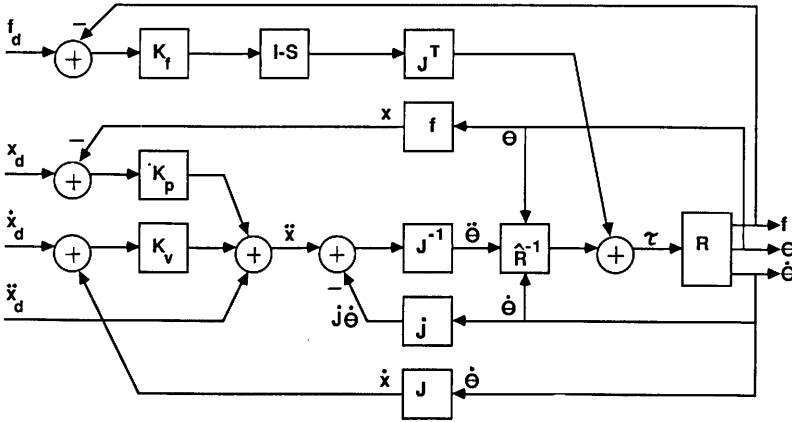 f_d − + K_f I-S J^T
x f θ
x_d − + K_p
ẋ_d + K_v + ẍ + J^{-1} θ̈ R̂^{-1} + τ R f
θ
θ̇
ẍ_d − J̇θ̇ J̇ θ̇
ẋ J θ̇